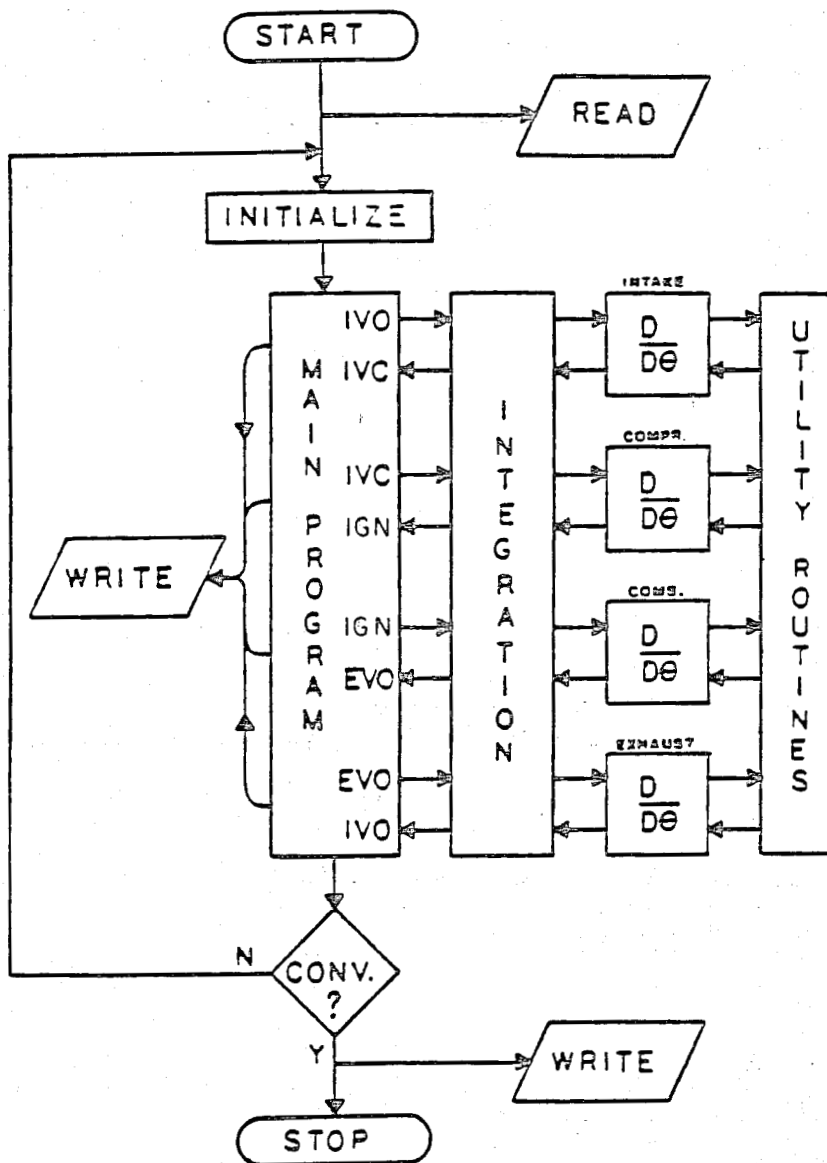 START
READ
INITIALIZE
MAIN PROGRAM
IVO
IVC
IVC
IGN
IGN
EVO
EVO
IVO
INTEGRATION
INTAKE
D
DΘ
COMPR.
D
DΘ
COMB.
D
DΘ
EXHAUST
D
DΘ
UTILITY ROUTINES
WRITE
N
CONV.
?
Y
WRITE
STOP